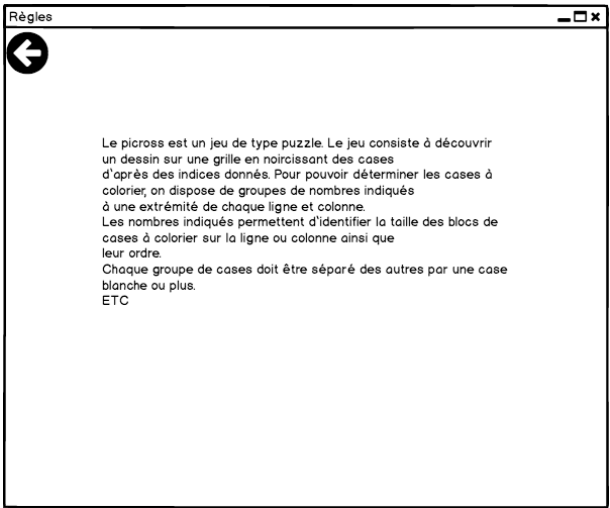 Règles
Le picross est un jeu de type puzzle. Le jeu consiste à découvrir
un dessin sur une grille en noircissant des cases
d'après des indices donnés. Pour pouvoir déterminer les cases à
colorier, on dispose de groupes de nombres indiqués
à une extrémité de chaque ligne et colonne.
Les nombres indiqués permettent d'identifier la taille des blocs de
cases à colorier sur la ligne ou colonne ainsi que
leur ordre.
Chaque groupe de cases doit être séparé des autres par une case
blanche ou plus.
ETC